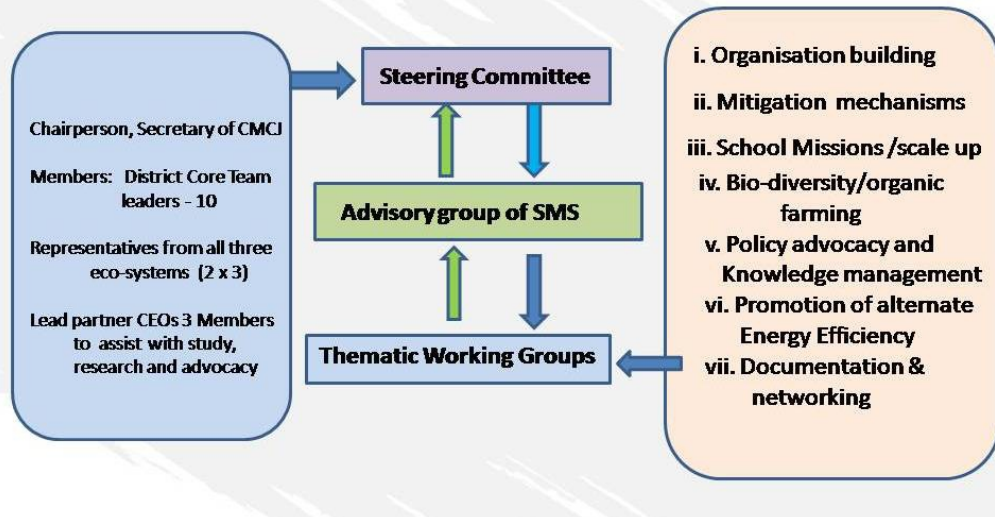 Chairperson, Secretary of CMCJ
Members: District Core Team
leaders - 10
Representatives from all three
eco-systems (2 x 3)
Lead partner CEOs 3 Members
to assist with study,
research and advocacy
Steering Committee
Advisory group of SMS
Thematic Working Groups
i. Organisation building
ii. Mitigation mechanisms
iii. School Missions /scale up
iv. Bio-diversity/organic
farming
v. Policy advocacy and
Knowledge management
vi. Promotion of alternate
Energy Efficiency
vii. Documentation &
networking